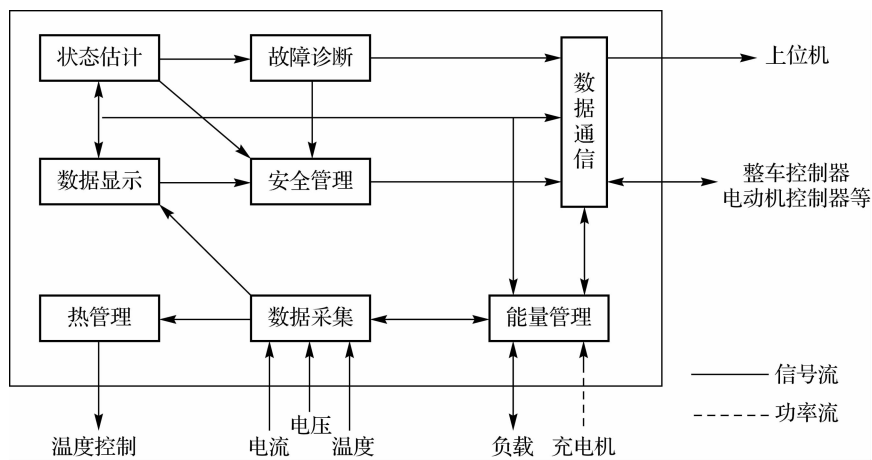 状态估计
故障诊断
数据通信
上位机
数据显示
安全管理
整车控制器
电动机控制器等
热管理
数据采集
能量管理
信号流
功率流
温度控制
电流
电压
温度
负载
充电机